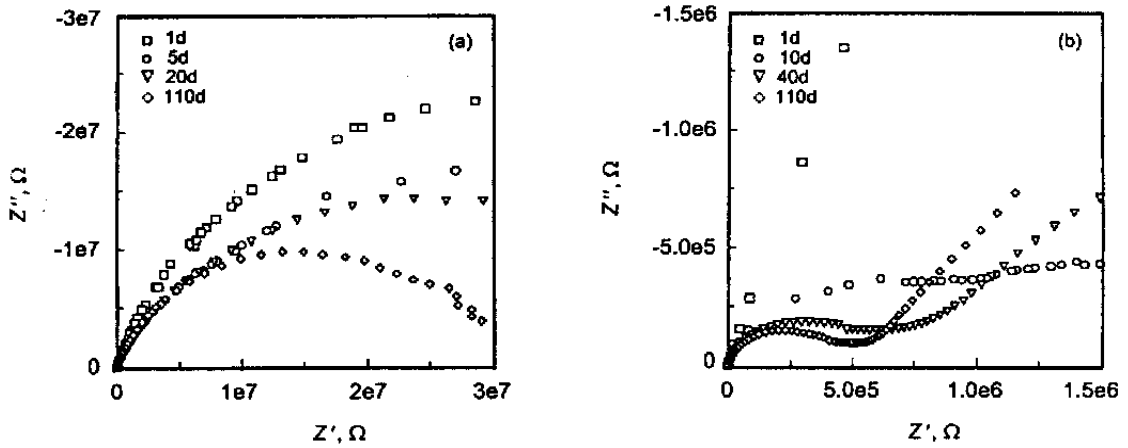 (a)
1d
5d
20d
110d
-3e7
-2e7
-1e7
0
0
1e7
2e7
3e7
Z'', Ω
Z', Ω
(b)
1d
10d
40d
110d
-1.5e6
-1.0e6
-5.0e5
0
0
5.0e5
1.0e6
1.5e6
Z'', Ω
Z', Ω